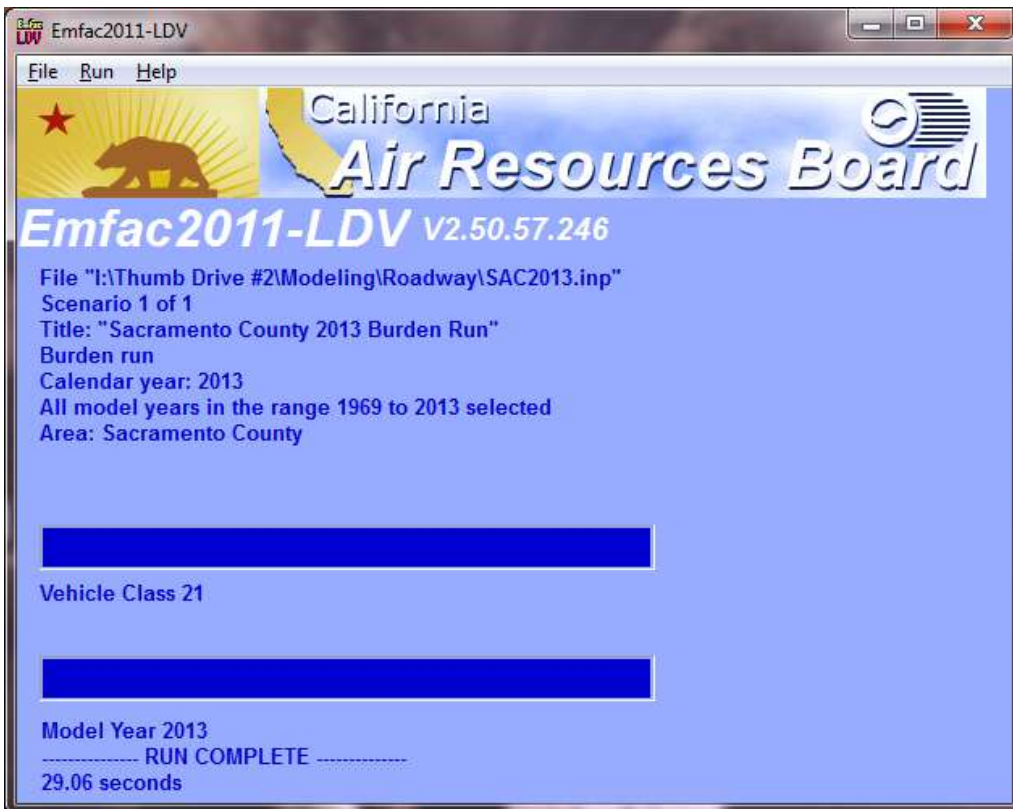 Emfac2011-LDV
File Run Help
California
Air Resources Board
Emfac2011-LDV V2.50.57.246
File "I:\Thumb Drive #2\Modeling\Roadway\SAC2013.inp"
Scenario 1 of 1
Title: "Sacramento County 2013 Burden Run"
Burden run
Calendar year: 2013
All model years in the range 1969 to 2013 selected
Area: Sacramento County
Vehicle Class 21
Model Year 2013
--------------- RUN COMPLETE --------------
29.06 seconds